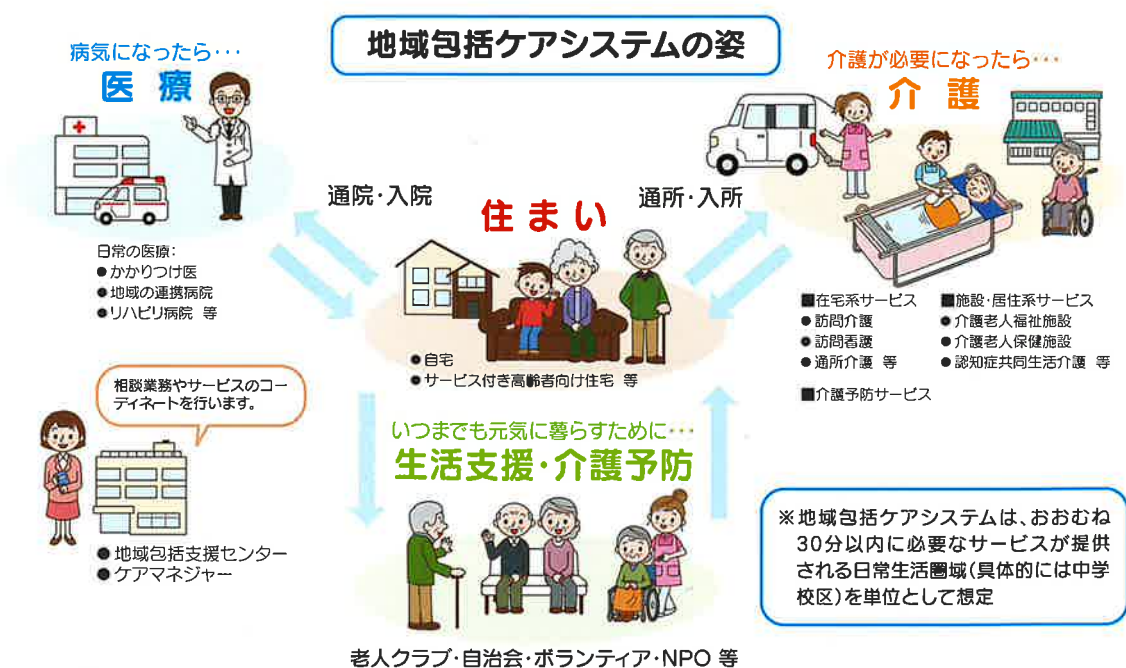 地域包括ケアシステムの姿
病気になったら･･･
医療
日常の医療:
●かかりつけ医
●地域の連携病院
●リハビリ病院 等
通院・入院
住まい
●自宅
●サービス付き高齢者向け住宅 等
通所・入所
介護が必要になったら･･･
介護
■在宅系サービス
●訪問介護
●訪問看護
●通所介護 等
■介護予防サービス
■施設・居住系サービス
●介護老人福祉施設
●介護老人保健施設
●認知症共同生活介護 等
相談業務やサービスのコー
ディネートを行います。
●地域包括支援センター
●ケアマネジャー
いつまでも元気に暮らすために･･･
生活支援・介護予防
老人クラブ・自治会・ボランティア・NPO 等
※地域包括ケアシステムは、おおむね
30分以内に必要なサービスが提供
される日常生活圏域(具体的には中学
校区)を単位として想定